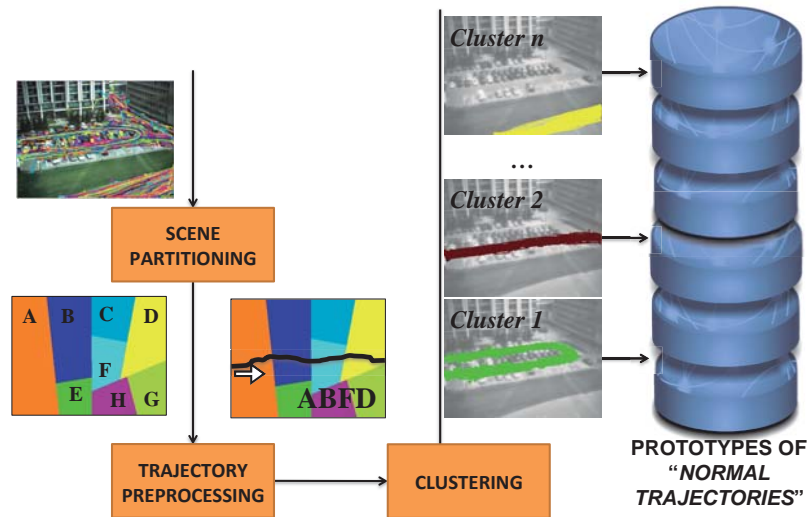 Cluster n
...
Cluster 2
Cluster 1
SCENE
PARTITIONING
A B C D
E F H G
ABFD
TRAJECTORY
PREPROCESSING
CLUSTERING
PROTOTYPES OF
"NORMAL
TRAJECTORIES"